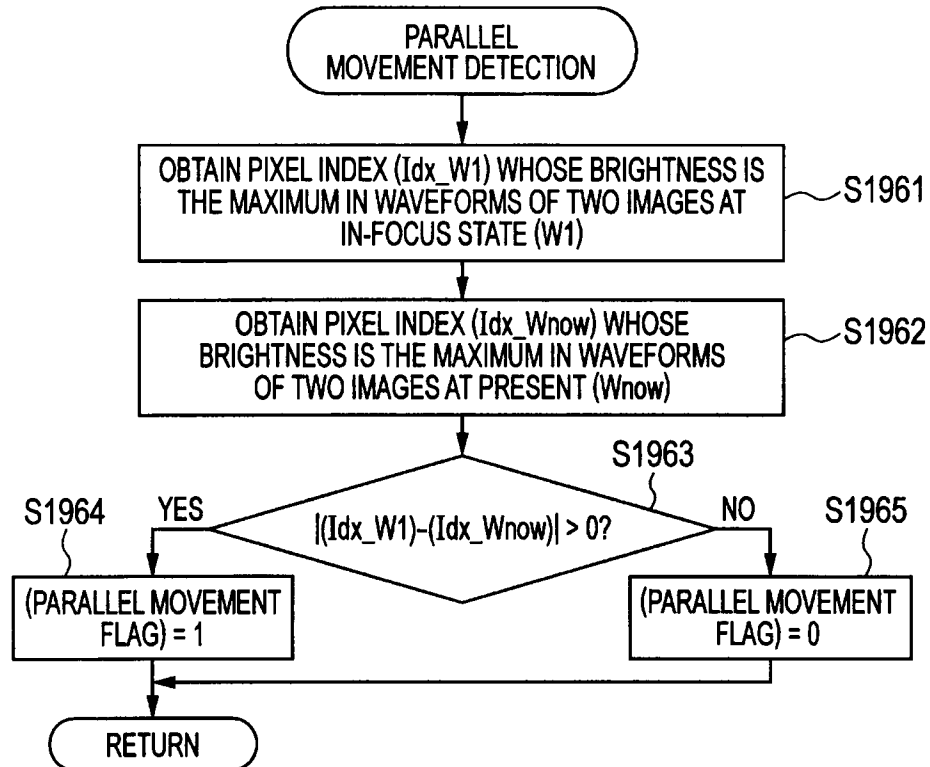 PARALLEL
MOVEMENT DETECTION
OBTAIN PIXEL INDEX (Idx_W1) WHOSE BRIGHTNESS IS
THE MAXIMUM IN WAVEFORMS OF TWO IMAGES AT
IN-FOCUS STATE (W1)
S1961
OBTAIN PIXEL INDEX (Idx_Wnow) WHOSE
BRIGHTNESS IS THE MAXIMUM IN WAVEFORMS
OF TWO IMAGES AT PRESENT (Wnow)
S1962
S1963
|(Idx_W1)-(Idx_Wnow)| > 0?
YES
NO
S1964
(PARALLEL MOVEMENT
FLAG) = 1
S1965
(PARALLEL MOVEMENT
FLAG) = 0
RETURN